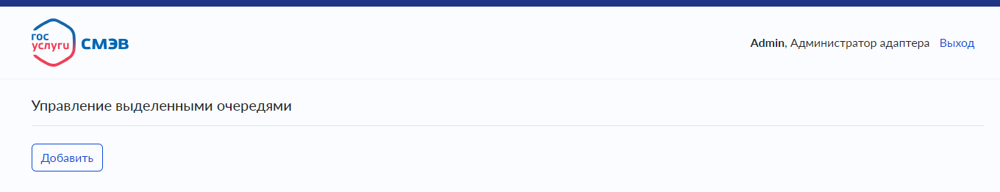 гос
услуги
СМЭВ
Admin, Администратор адаптера Выход
Управление выделенными очередями
Добавить